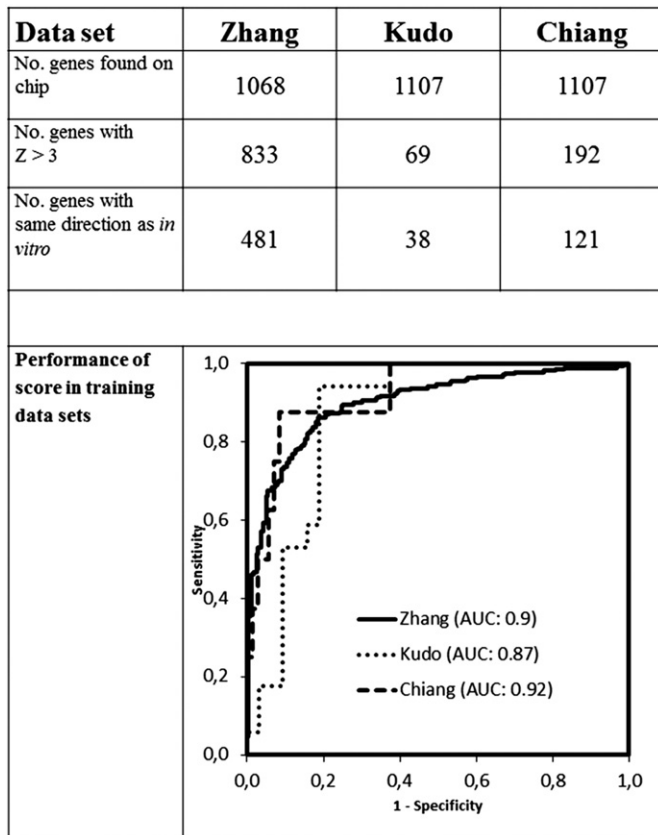 Data set Zhang Kudo Chiang
No. genes found on
chip
1068 1107 1107
No. genes with
Z > 3
833 69 192
No. genes with
same direction as in
vitro
481 38 121
Performance of
score in training
data sets
1,0
0,8
0,6
0,4
0,2
0,0
Sensitivity
Zhang (AUC: 0.9)
Kudo (AUC: 0.87)
Chiang (AUC: 0.92)
0,0 0,2 0,4 0,6 0,8 1,0
1 - Specificity